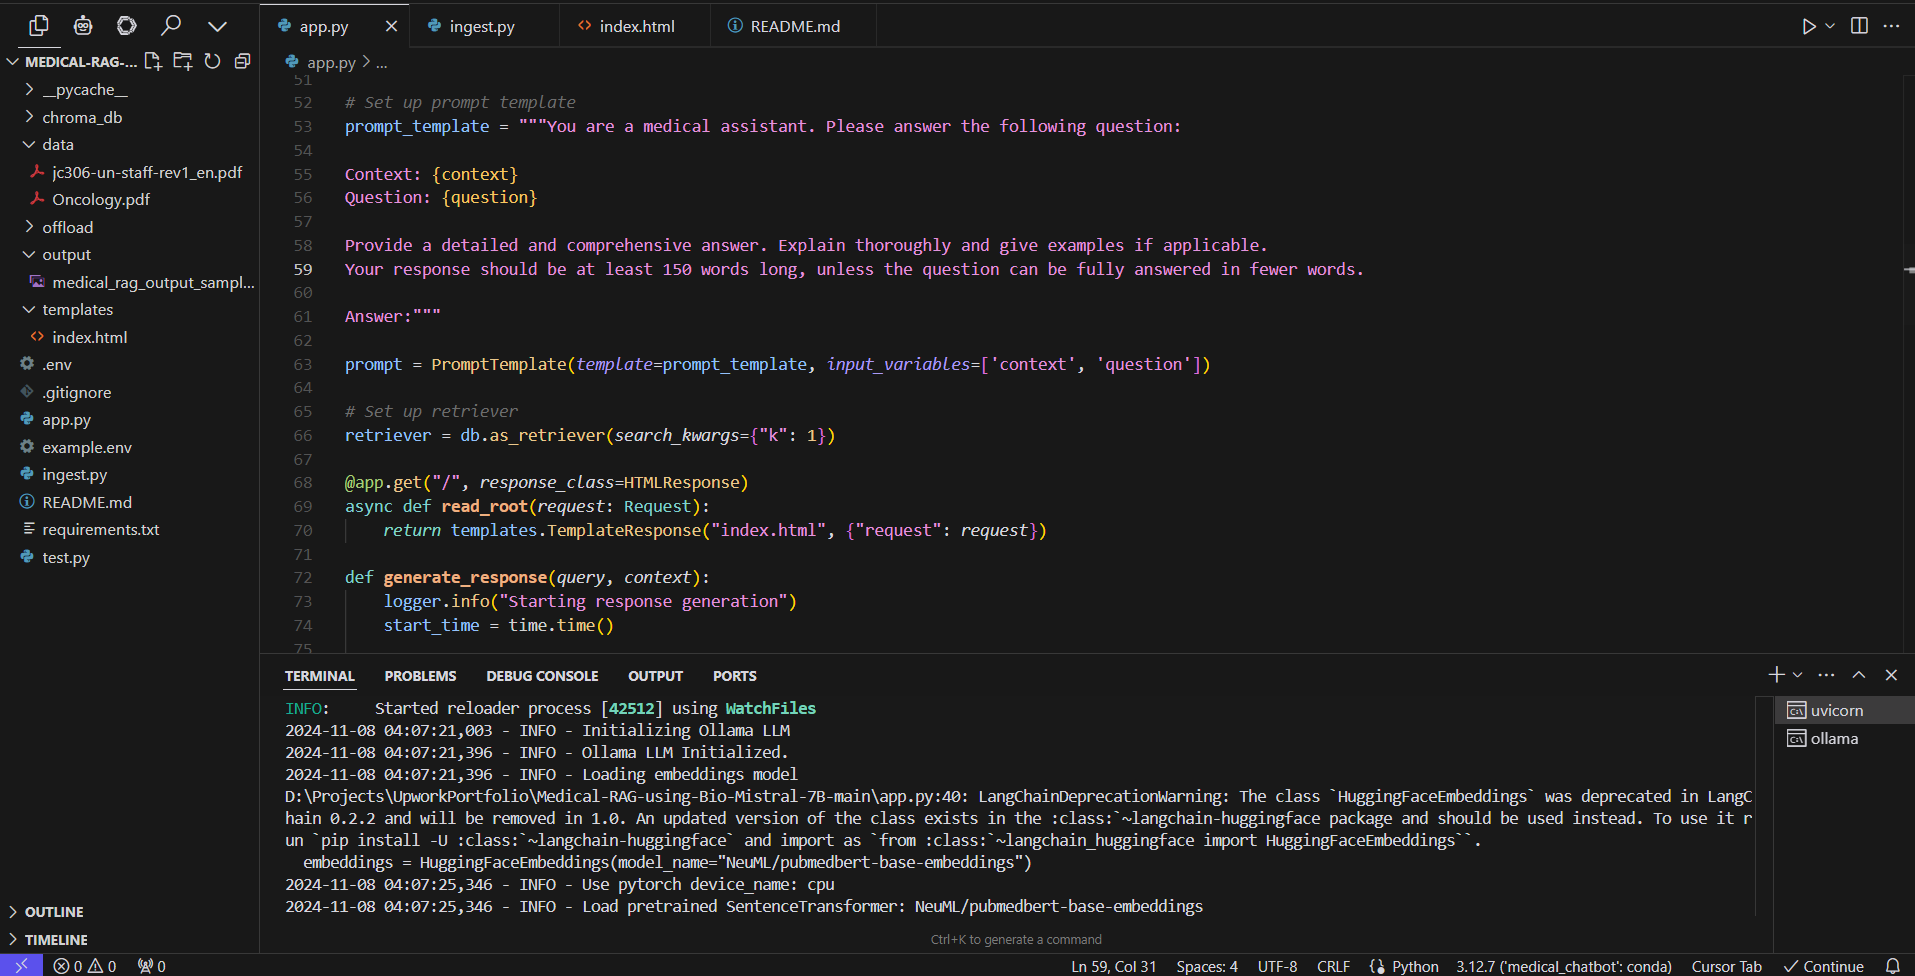 app.py
ingest.py
index.html
README.md
MEDICAL-RAG-...
__pycache__
chroma_db
data
jc306-un-staff-rev1_en.pdf
Oncology.pdf
offload
output
medical_rag_output_sampl...
templates
index.html
.env
.gitignore
app.py
example.env
ingest.py
README.md
requirements.txt
test.py
OUTLINE
TIMELINE
app.py > ...
51
52 # Set up prompt template
53 prompt_template = """You are a medical assistant. Please answer the following question:
54
55 Context: {context}
56 Question: {question}
57
58 Provide a detailed and comprehensive answer. Explain thoroughly and give examples if applicable.
59 Your response should be at least 150 words long, unless the question can be fully answered in fewer words.
60
61 Answer:"""
62
63 prompt = PromptTemplate(template=prompt_template, input_variables=['context', 'question'])
64
65 # Set up retriever
66 retriever = db.as_retriever(search_kwargs={"k": 1})
67
68 @app.get("/", response_class=HTMLResponse)
69 async def read_root(request: Request):
70     return templates.TemplateResponse("index.html", {"request": request})
71
72 def generate_response(query, context):
73     logger.info("Starting response generation")
74     start_time = time.time()
75
TERMINAL PROBLEMS DEBUG CONSOLE OUTPUT PORTS
INFO:     Started reloader process [42512] using WatchFiles
2024-11-08 04:07:21,003 - INFO - Initializing Ollama LLM
2024-11-08 04:07:21,396 - INFO - Ollama LLM Initialized.
2024-11-08 04:07:21,396 - INFO - Loading embeddings model
D:\Projects\UpworkPortfolio\Medical-RAG-using-Bio-Mistral-7B-main\app.py:40: LangChainDeprecationWarning: The class `HuggingFaceEmbeddings` was deprecated in LangC
hain 0.2.2 and will be removed in 1.0. An updated version of the class exists in the :class:`~langchain-huggingface package and should be used instead. To use it r
un `pip install -U :class:`~langchain-huggingface` and import as `from :class:`~langchain_huggingface import HuggingFaceEmbeddings``.
  embeddings = HuggingFaceEmbeddings(model_name="NeuML/pubmedbert-base-embeddings")
2024-11-08 04:07:25,346 - INFO - Use pytorch device_name: cpu
2024-11-08 04:07:25,346 - INFO - Load pretrained SentenceTransformer: NeuML/pubmedbert-base-embeddings
Ctrl+K to generate a command
uvicorn
ollama
0 0 0
Ln 59, Col 31 Spaces: 4 UTF-8 CRLF Python 3.12.7 ('medical_chatbot': conda) Cursor Tab Continue